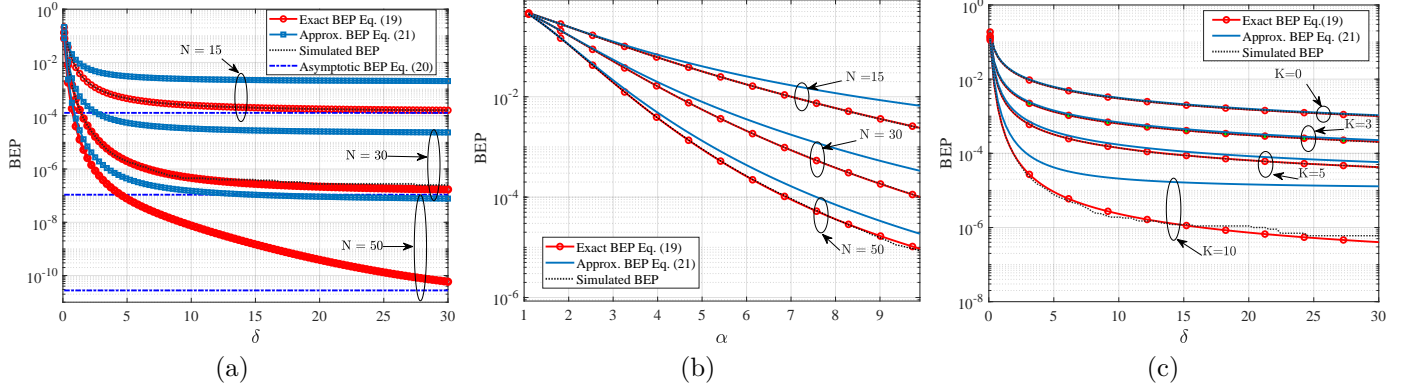 10^0
10^-2
10^-4
10^-6
10^-8
10^-10
BEP
0
5
10
15
20
25
30
δ
Exact BEP Eq. (19)
Approx. BEP Eq. (21)
Simulated BEP
Asymptotic BEP Eq. (20)
N = 15
N = 30
N = 50
(a)
10^-2
10^-4
10^-6
BEP
1
2
3
4
5
6
7
8
9
α
N = 15
N = 30
N = 50
Exact BEP Eq. (19)
Approx. BEP Eq. (21)
Simulated BEP
(b)
10^0
10^-2
10^-4
10^-6
10^-8
BEP
0
5
10
15
20
25
30
δ
Exact BEP Eq.(19)
Approx. BEP Eq. (21)
Simulated BEP
K=0
K=3
K=5
K=10
(c)